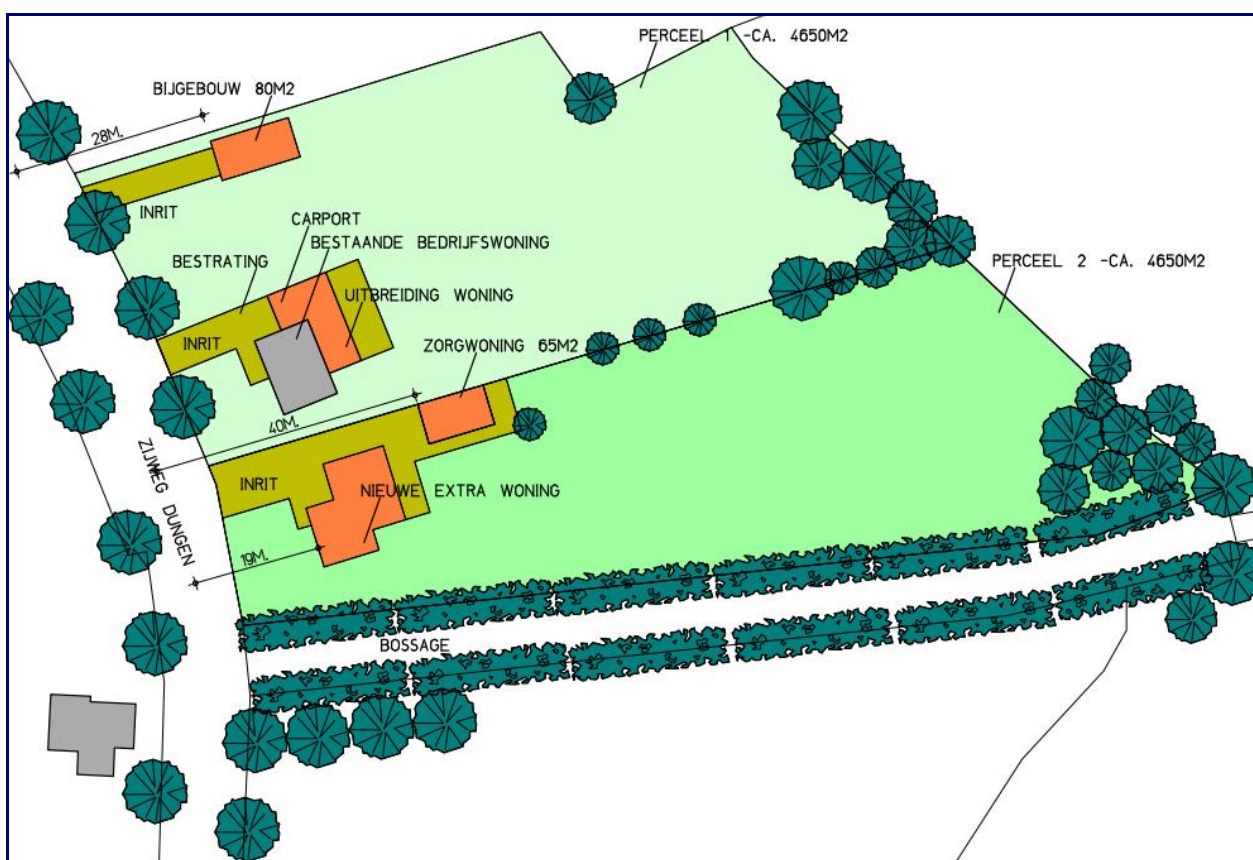 PERCEEL 1 -CA. 4650M2
BIJGEBOUW 80M2
28M.
INRIT
CARPORT
BESTAANDE BEDRIJFSWONING
BESTRATING
PERCEEL 2 -CA. 4650M2
UITBREIDING WONING
INRIT
ZORGWONING 65M2
40M.
ZIJWEG DUNGEN
INRIT
NIEUWE EXTRA WONING
19M.
BOSSAGE